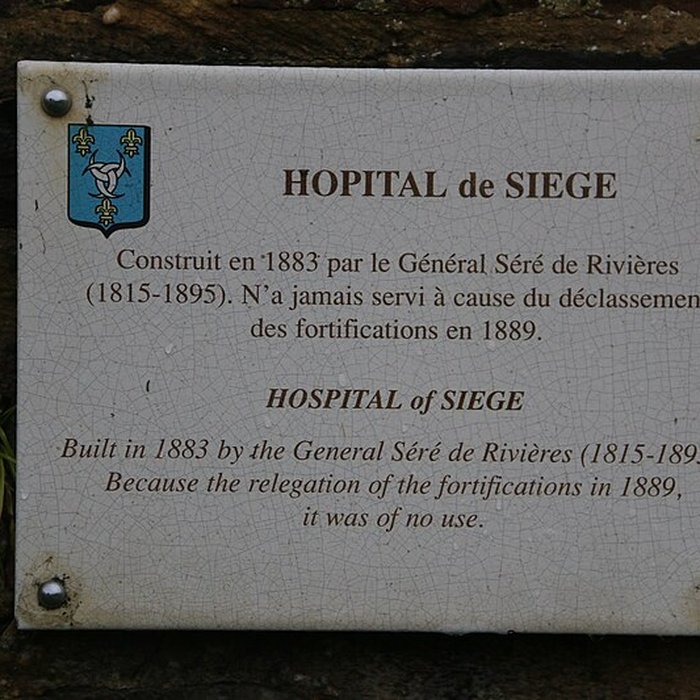 HOPITAL de SIEGE
Construit en 1883 par le Général Séré de Rivières
(1815-1895). N'a jamais servi à cause du déclassemen
des fortifications en 1889.
HOSPITAL of SIEGE
Built in 1883 by the General Séré de Rivières (1815-189
Because the relegation of the fortifications in 1889,
it was of no use.